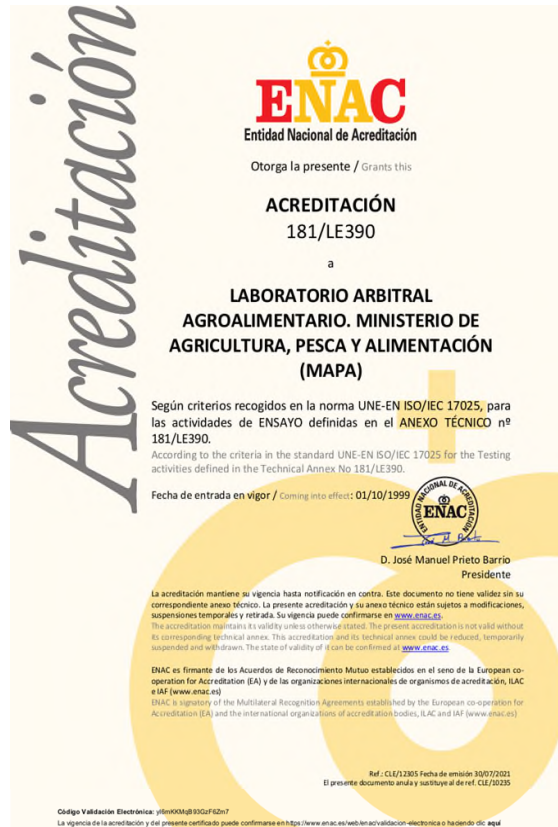 Acreditación
ENAC
Entidad Nacional de Acreditación
Otorga la presente / Grants this
ACREDITACIÓN
181/LE390
a
LABORATORIO ARBITRAL
AGROALIMENTARIO. MINISTERIO DE
AGRICULTURA, PESCA Y ALIMENTACIÓN
(MAPA)
Según criterios recogidos en la norma UNE-EN ISO/IEC 17025, para
las actividades de ENSAYO definidas en el ANEXO TÉCNICO nº
181/LE390.
According to the criteria in the standard UNE-EN ISO/IEC 17025 for the Testing
activities defined in the Technical Annex No 181/LE390.
Fecha de entrada en vigor / Coming into effect: 01/10/1999
ENTIDAD NACIONAL DE ACREDITACIÓN
ENAC
D. José Manuel Prieto Barrio
Presidente
La acreditación mantiene su vigencia hasta notificación en contra. Este documento no tiene validez sin su
correspondiente anexo técnico. La presente acreditación y su anexo técnico están sujetos a modificaciones,
suspensiones temporales y retirada. Su vigencia puede confirmarse en www.enac.es.
The accreditation maintains its validity unless otherwise stated. The present accreditation is not valid without
its corresponding technical annex. This accreditation and its technical annex could be reduced, temporarily
suspended and withdrawn. The state of validity of it can be confirmed at www.enac.es.
ENAC es firmante de los Acuerdos de Reconocimiento Mutuo establecidos en el seno de la European co-
operation for Accreditation (EA) y de las organizaciones internacionales de organismos de acreditación, ILAC
e IAF (www.enac.es)
ENAC is signatory of the Multilateral Recognition Agreements established by the European co-operation for
Accreditation (EA) and the international organizations of accreditation bodies, ILAC and IAF (www.enac.es)
Ref.: CLE/12305 Fecha de emisión 30/07/2021
El presente documento anula y sustituye al de ref. CLE/10235
Código Validación Electrónica: yI6mKKMqB93GzF6Zm7
La vigencia de la acreditación y del presente certificado puede confirmarse en https://www.enac.es/web/enac/validacion-electronica o haciendo clic aquí